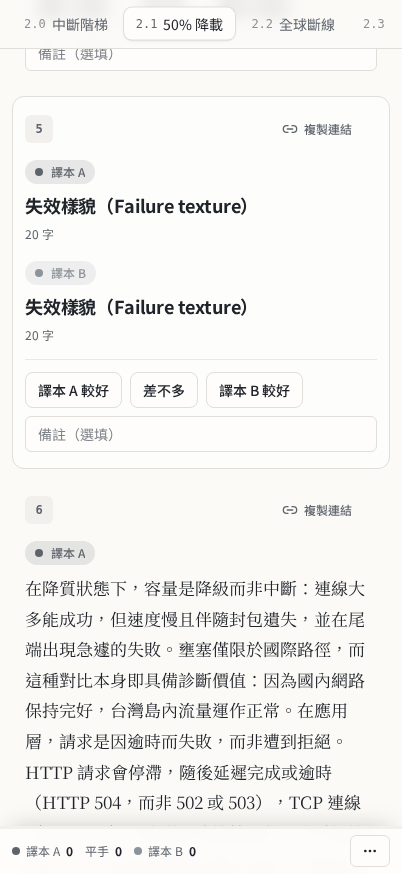 2.0 中斷階梯 2.1 50% 降載 2.2 全球斷線 2.3
備註（選填）
5 複製連結
譯本 A
失效樣貌（Failure texture）
20 字
譯本 B
失效樣貌（Failure texture）
20 字
譯本 A 較好 差不多 譯本 B 較好
備註（選填）
6 複製連結
譯本 A
在降質狀態下，容量是降級而非中斷：連線大
多能成功，但速度慢且伴隨封包遺失，並在尾
端出現急遽的失敗。壅塞僅限於國際路徑，而
這種對比本身即具備診斷價值：因為國內網路
保持完好，台灣島內流量運作正常。在應用
層，請求是因逾時而失敗，而非遭到拒絕。
HTTP 請求會停滯，隨後延遲完成或逾時
（HTTP 504，而非 502 或 503），TCP 連線
譯本 A 0 平手 0 譯本 B 0